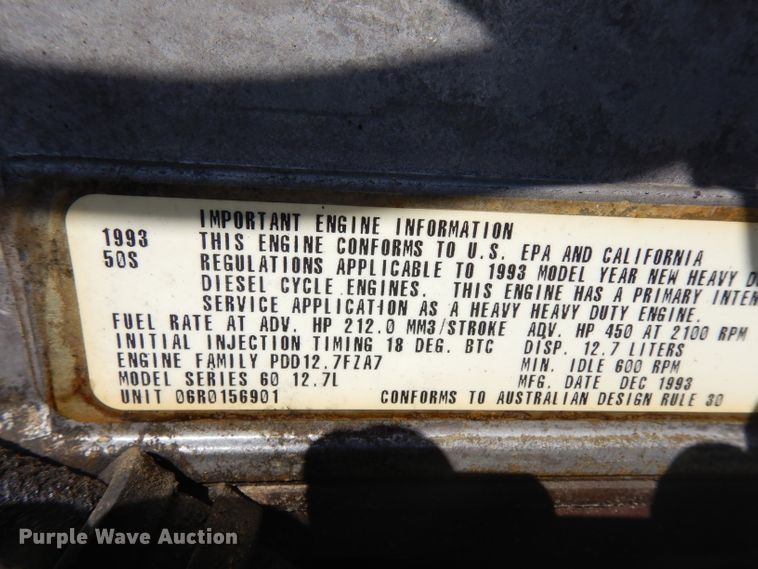 IMPORTANT ENGINE INFORMATION
1993 THIS ENGINE CONFORMS TO U.S. EPA AND CALIFORNIA
50S REGULATIONS APPLICABLE TO 1993 MODEL YEAR NEW HEAVY D
DIESEL CYCLE ENGINES. THIS ENGINE HAS A PRIMARY INTEN
SERVICE APPLICATION AS A HEAVY HEAVY DUTY ENGINE.
FUEL RATE AT ADV. HP 212.0 MM3/STROKE ADV. HP 450 AT 2100 RPM
INITIAL INJECTION TIMING 18 DEG. BTC DISP. 12.7 LITERS
ENGINE FAMILY PDD12.7FZA7 MIN. IDLE 600 RPM
MODEL SERIES 60 12.7L MFG. DATE DEC 1993
UNIT 06R0156901 CONFORMS TO AUSTRALIAN DESIGN RULE 30
Purple Wave Auction